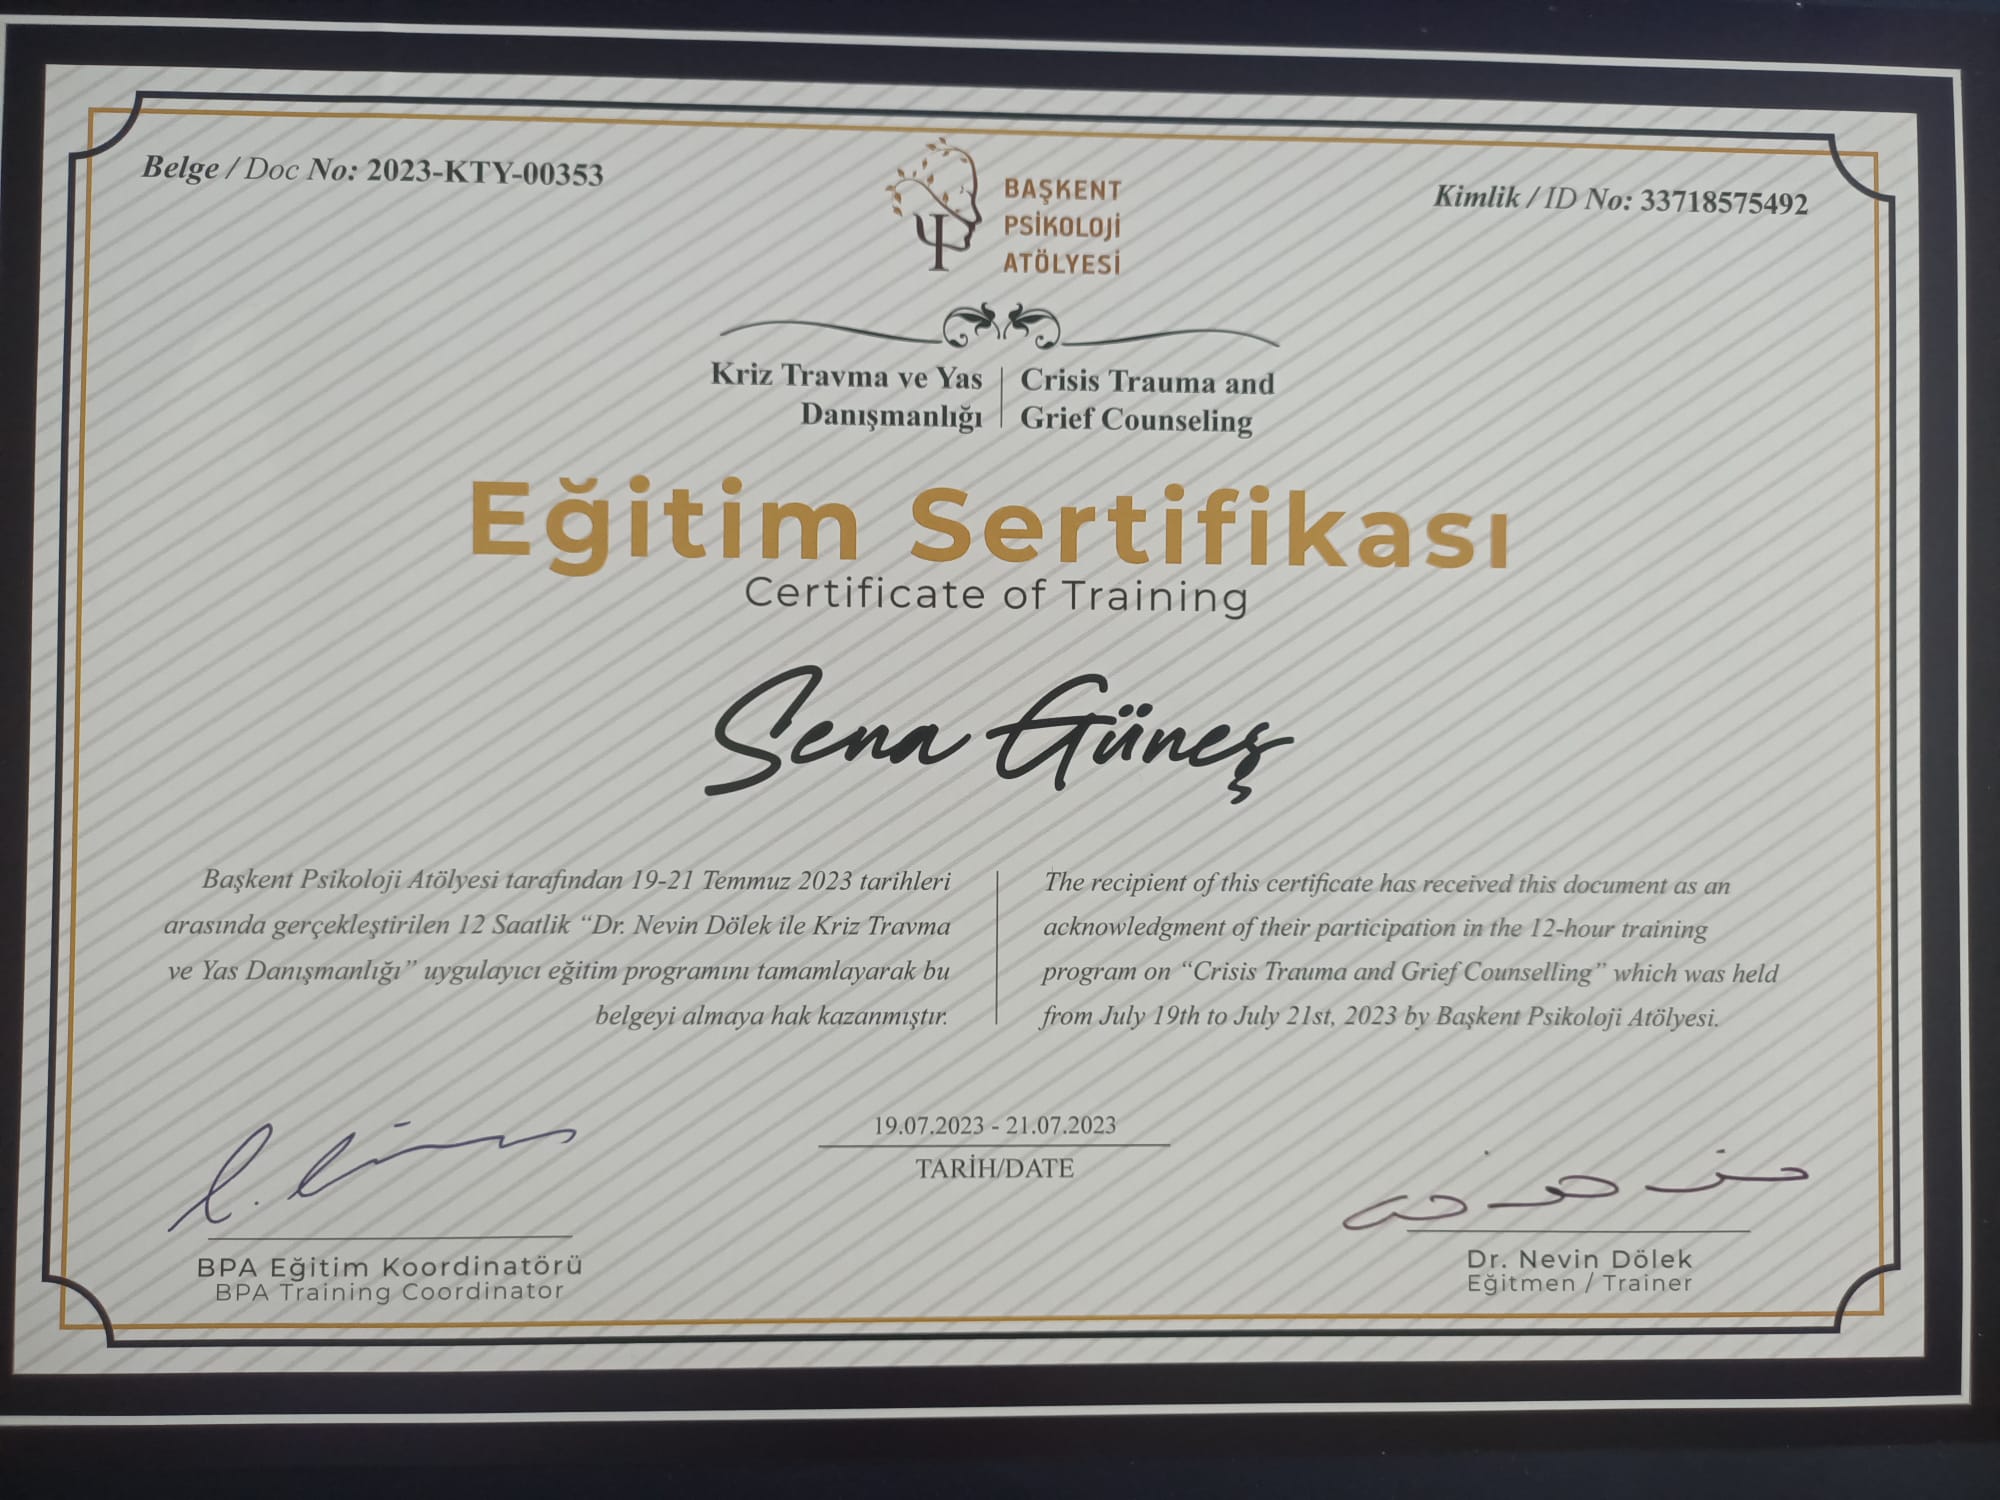 Belge / Doc No: 2023-KTY-00353
BAŞKENT
PSİKOLOJİ
ATÖLYESİ
Kimlik / ID No: 33718575492
Kriz Travma ve Yas
Danışmanlığı
Crisis Trauma and
Grief Counseling
Eğitim Sertifikası
Certificate of Training
Sena Güneş
Başkent Psikoloji Atölyesi tarafından 19-21 Temmuz 2023 tarihleri
arasında gerçekleştirilen 12 Saatlik “Dr. Nevin Dölek ile Kriz Travma
ve Yas Danışmanlığı” uygulayıcı eğitim programını tamamlayarak bu
belgeyi almaya hak kazanmıştır.
The recipient of this certificate has received this document as an
acknowledgment of their participation in the 12-hour training
program on “Crisis Trauma and Grief Counselling” which was held
from July 19th to July 21st, 2023 by Başkent Psikoloji Atölyesi.
19.07.2023 - 21.07.2023
TARİH/DATE
BPA Eğitim Koordinatörü
BPA Training Coordinator
Dr. Nevin Dölek
Eğitmen / Trainer